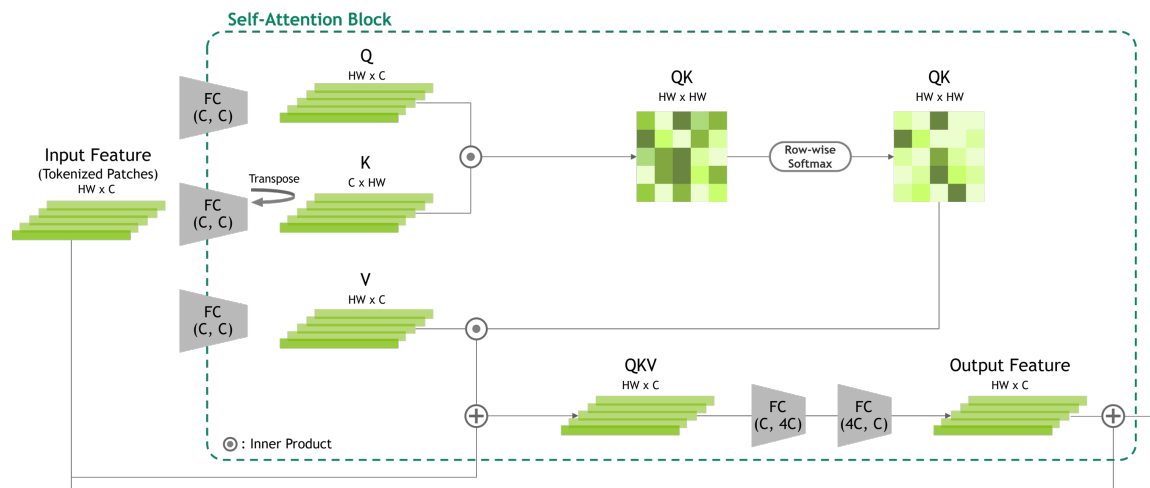 Self-Attention Block
Q
HW x C
FC
(C, C)
QK
HW x HW
QK
HW x HW
Row-wise
Softmax
Input Feature
(Tokenized Patches)
HW x C
Transpose
K
C x HW
FC
(C, C)
V
HW x C
FC
(C, C)
QKV
HW x C
FC
(C, 4C)
FC
(4C, C)
Output Feature
HW x C
: Inner Product